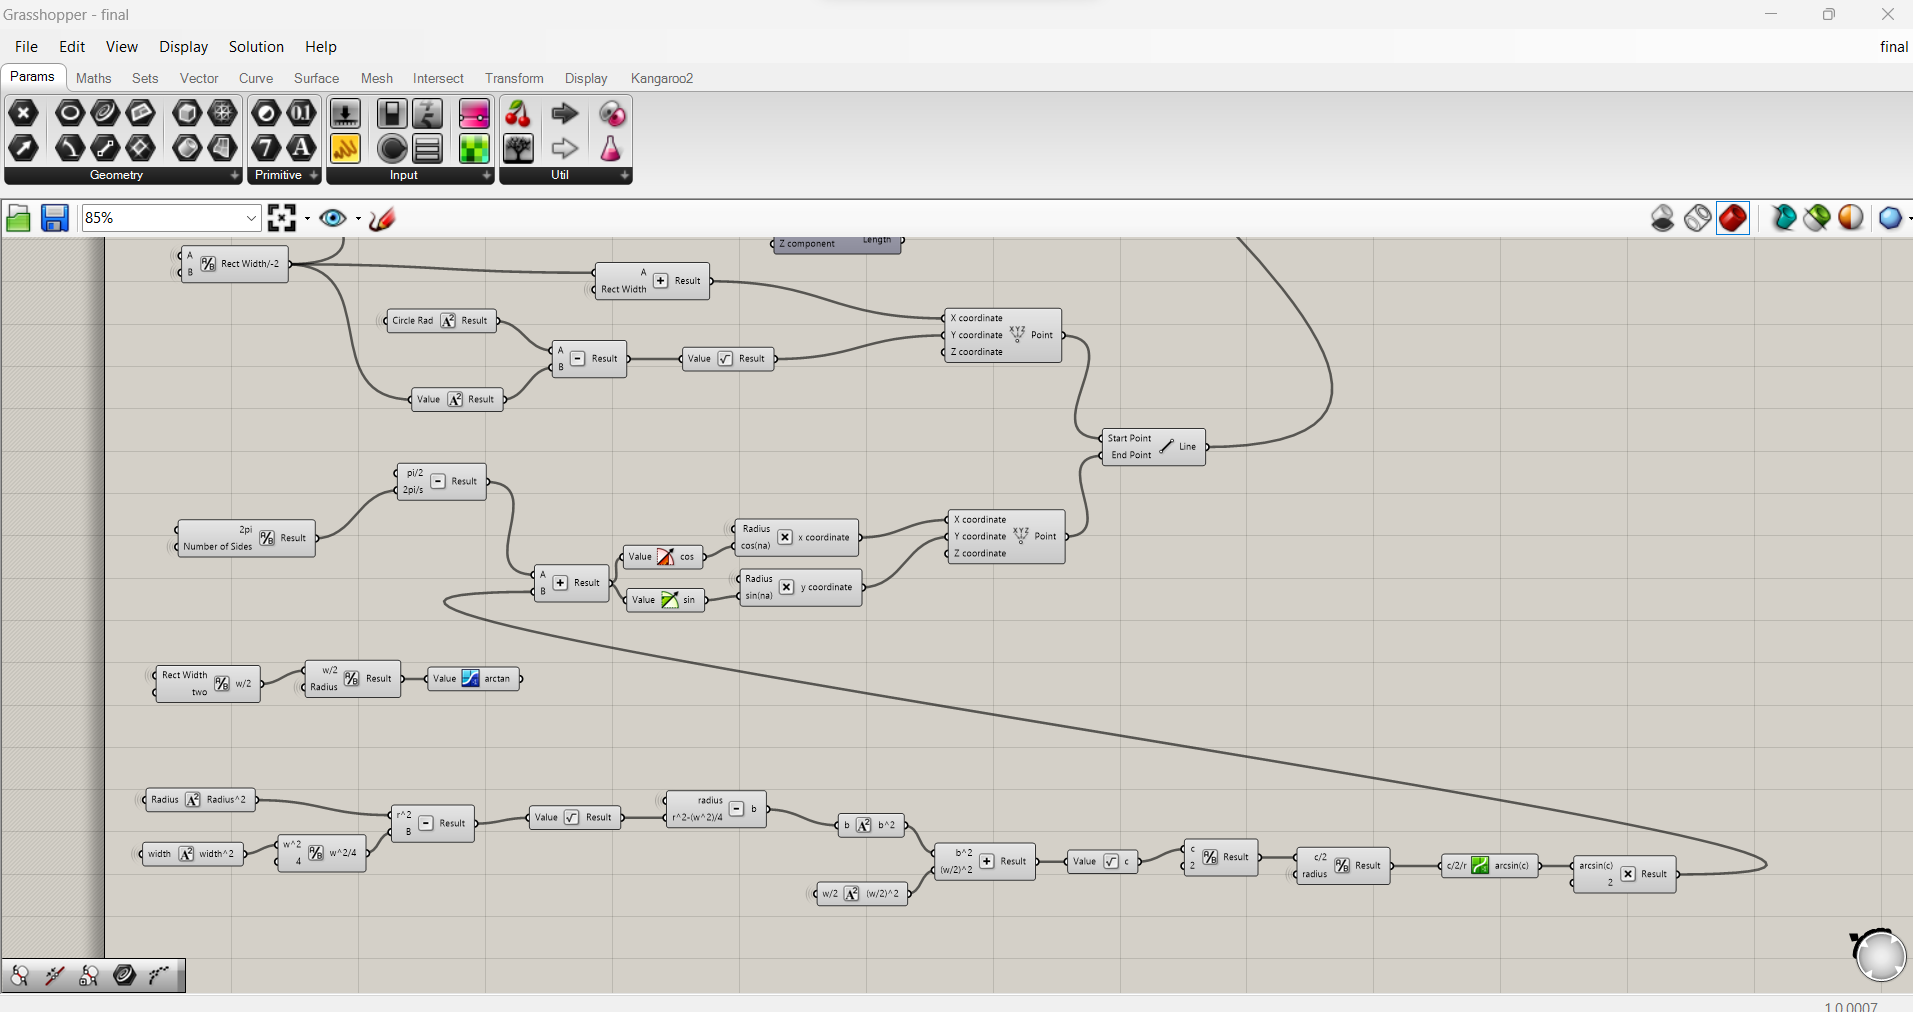 Grasshopper - final
File Edit View Display Solution Help final
Params Maths Sets Vector Curve Surface Mesh Intersect Transform Display Kangaroo2
Geometry Primitive Input Util
85%
Z component Length
A B Rect Width/-2
A Rect Width Result
Circle Rad A² Result
X coordinate
Y coordinate Point
Z coordinate
A B Result
Value √ Result
Value A² Result
Start Point Line
End Point
pi/2
2pi/s Result
2pi
Number of Sides Result
X coordinate
Y coordinate Point
Z coordinate
Radius
cos(na) x coordinate
Value cos
A B Result
Radius
sin(na) y coordinate
Value sin
Rect Width
two w/2
w/2
Radius Result
Value arctan
Radius A² Radius^2
radius
r^2-(w^2)/4 b
r^2
B Result
Value √ Result
b A² b^2
width A² width^2
w^2
4 w^2/4
b^2
(w/2)^2 Result
Value √ c
c
2 Result
c/2
radius Result
c/2/r arcsin(c)
arcsin(c)
2 Result
w/2 A² (w/2)^2
1.0.0007